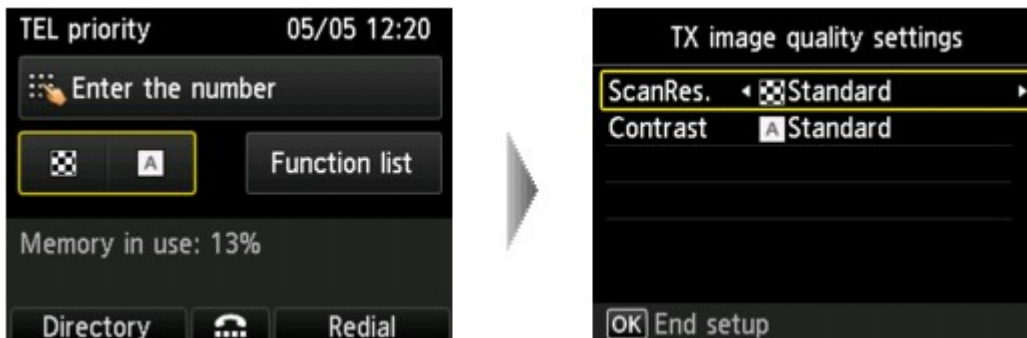 TEL priority 05/05 12:20
Enter the number
A Function list
Memory in use: 13%
Directory Redial
TX image quality settings
ScanRes. Standard
Contrast A Standard
OK End setup